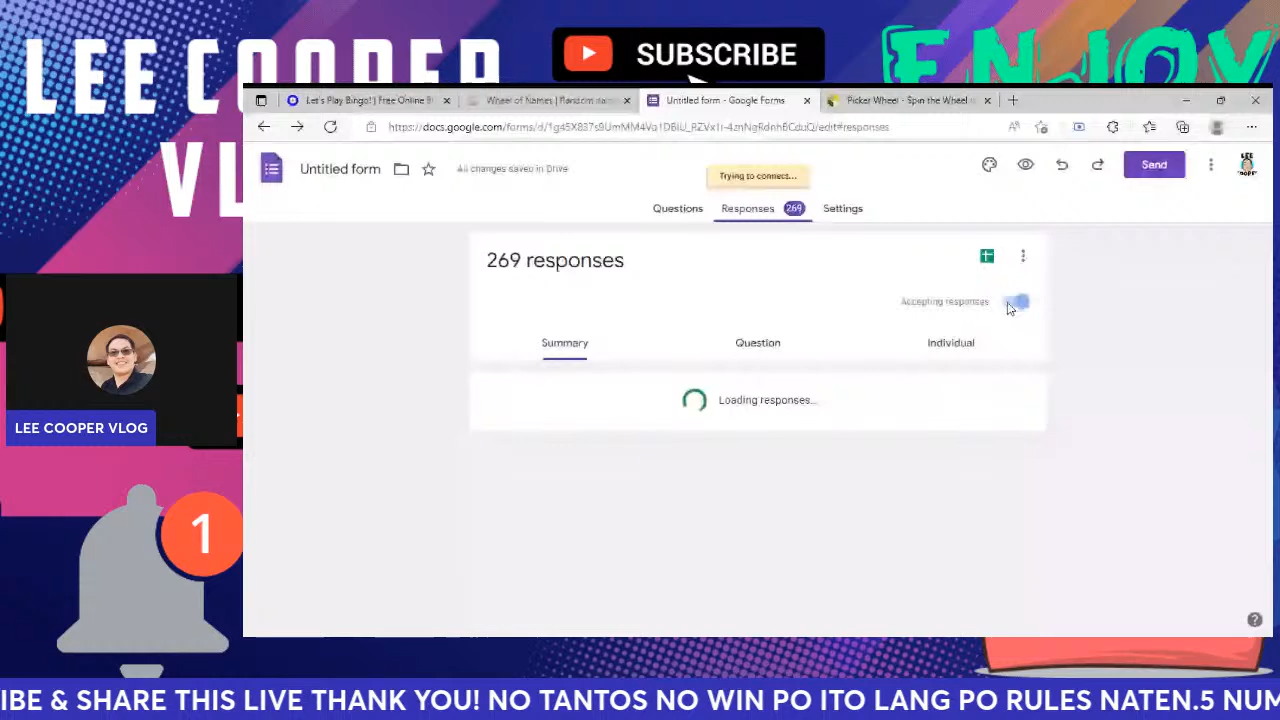 LEE COOPER
VL
SUBSCRIBE
ENJOY
Let's Play Bingo! | Free Online B
Wheel of Names | Random name
Untitled form - Google Forms
Picker Wheel - Spin the Wheel
Untitled form
All changes saved in Drive
Trying to connect...
Send
LEE
Questions
Responses 269
Settings
269 responses
Accepting responses
Summary
Question
Individual
Loading responses...
LEE COOPER VLOG
1
IBE & SHARE THIS LIVE THANK YOU! NO TANTOS NO WIN PO ITO LANG PO RULES NATEN.5 NUM